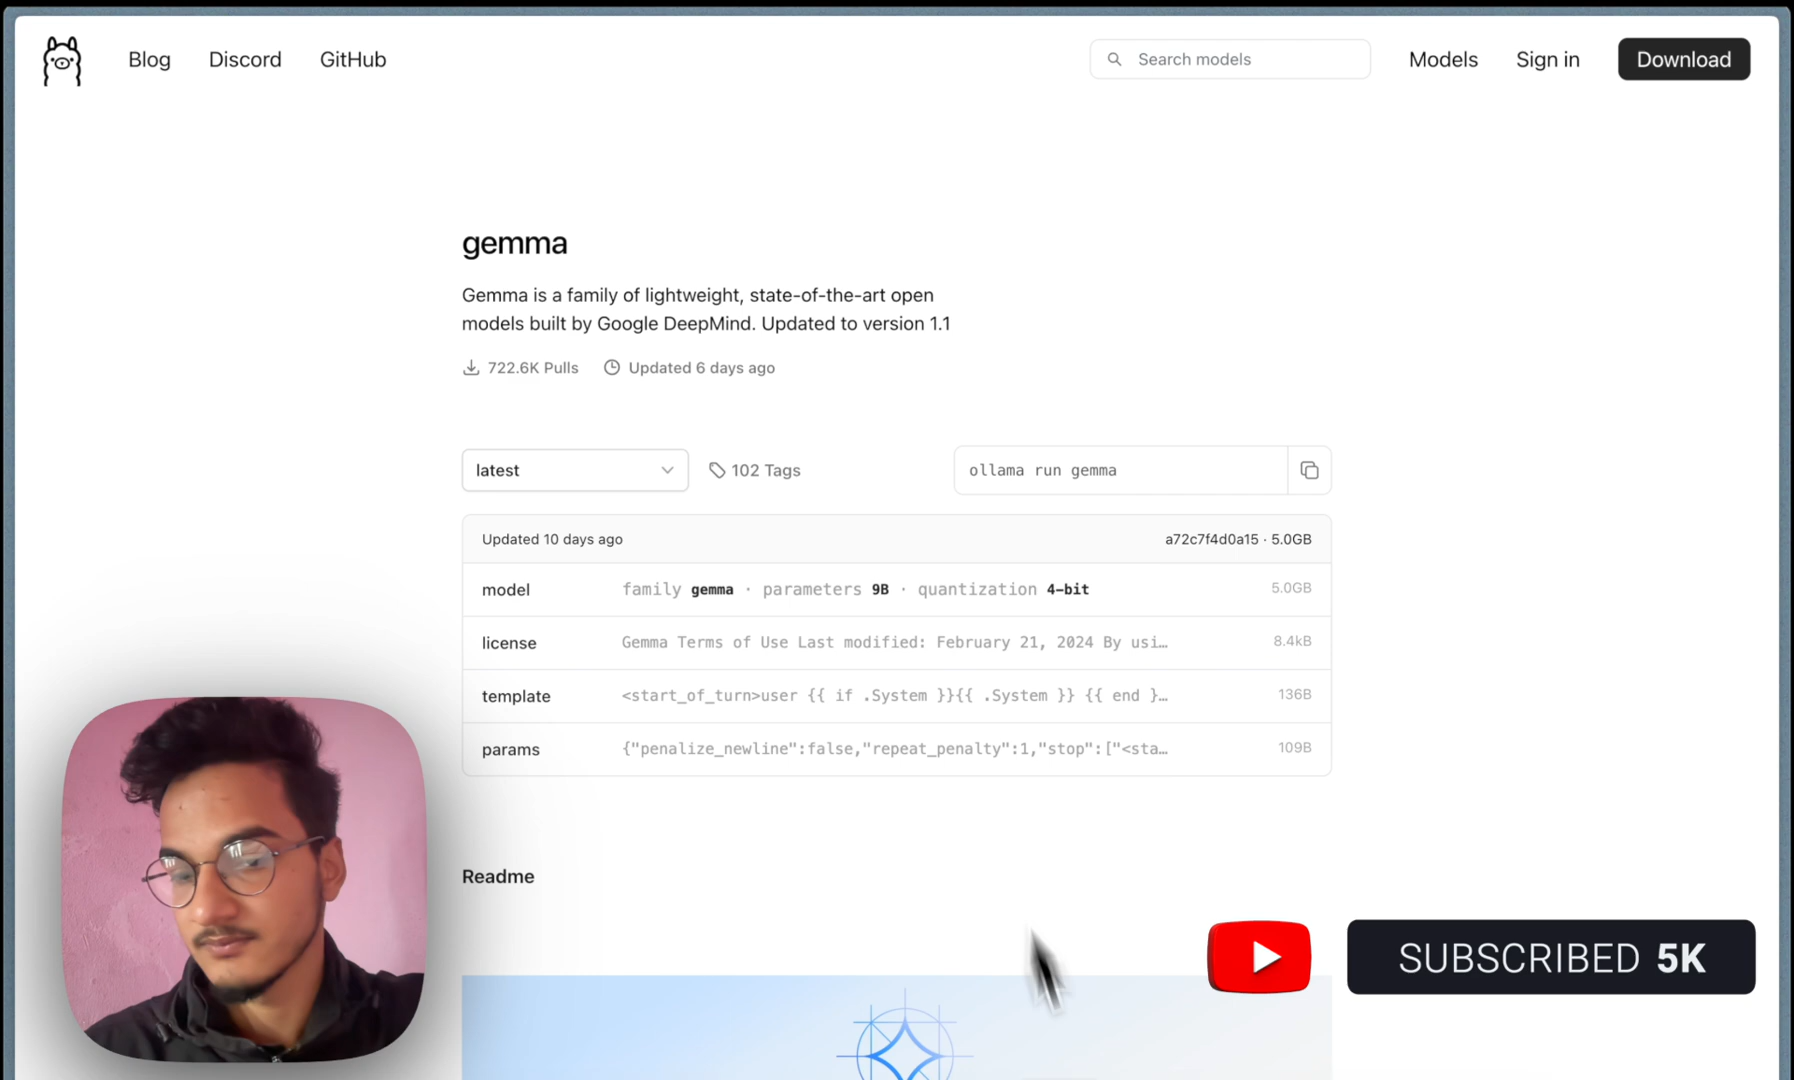 Blog Discord GitHub Search models Models Sign in Download
gemma
Gemma is a family of lightweight, state-of-the-art open
models built by Google DeepMind. Updated to version 1.1
722.6K Pulls Updated 6 days ago
latest 102 Tags ollama run gemma
Updated 10 days ago a72c7f4d0a15 · 5.0GB
model family gemma · parameters 9B · quantization 4-bit 5.0GB
license Gemma Terms of Use Last modified: February 21, 2024 By usi… 8.4kB
template <start_of_turn>user {{ if .System }}{{ .System }} {{ end }… 136B
params {"penalize_newline":false,"repeat_penalty":1,"stop":["<sta… 109B
Readme
SUBSCRIBED 5K